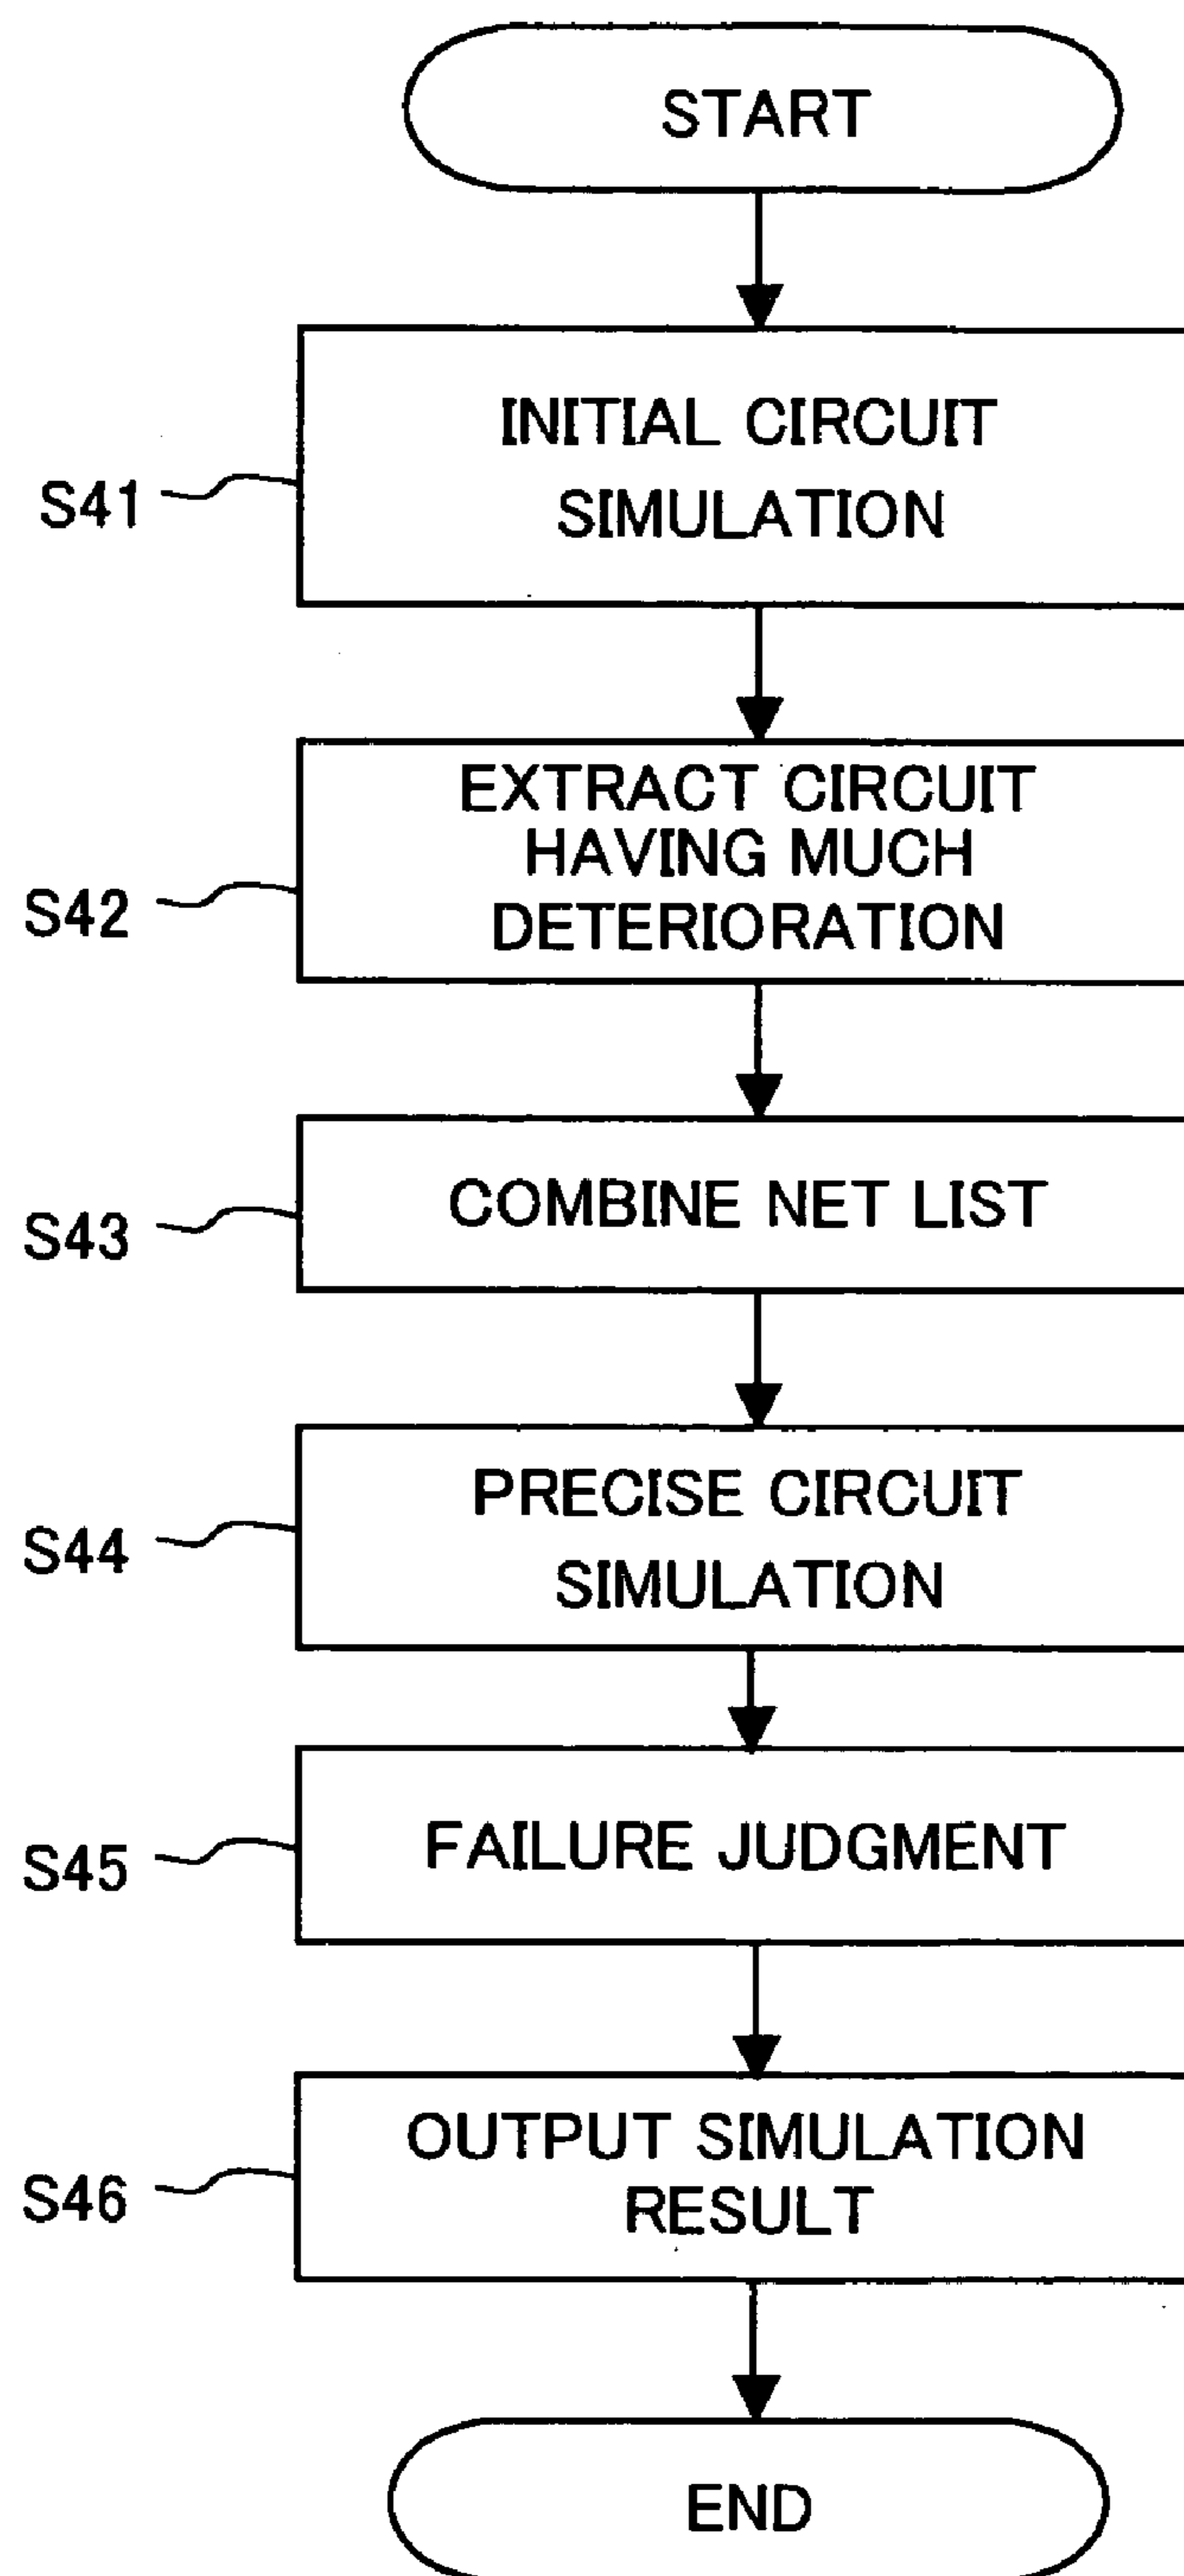 START
S41
INITIAL CIRCUIT
SIMULATION
S42
EXTRACT CIRCUIT
HAVING MUCH
DETERIORATION
S43
COMBINE NET LIST
S44
PRECISE CIRCUIT
SIMULATION
S45
FAILURE JUDGMENT
S46
OUTPUT SIMULATION
RESULT
END